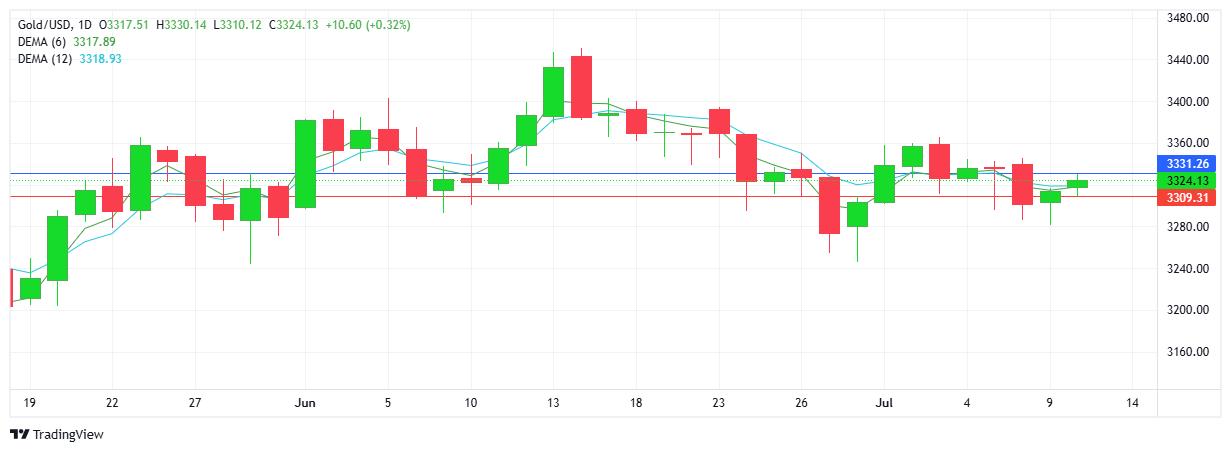 Gold/USD, 1D O3317.51 H3330.14 L3310.12 C3324.13 +10.60 (+0.32%)
DEMA (6) 3317.89
DEMA (12) 3318.93
3480.00
3440.00
3400.00
3360.00
3331.26
3324.13
3309.31
3280.00
3240.00
3200.00
3160.00
19 22 27 Jun 5 10 13 18 23 26 Jul 4 9 14
TradingView